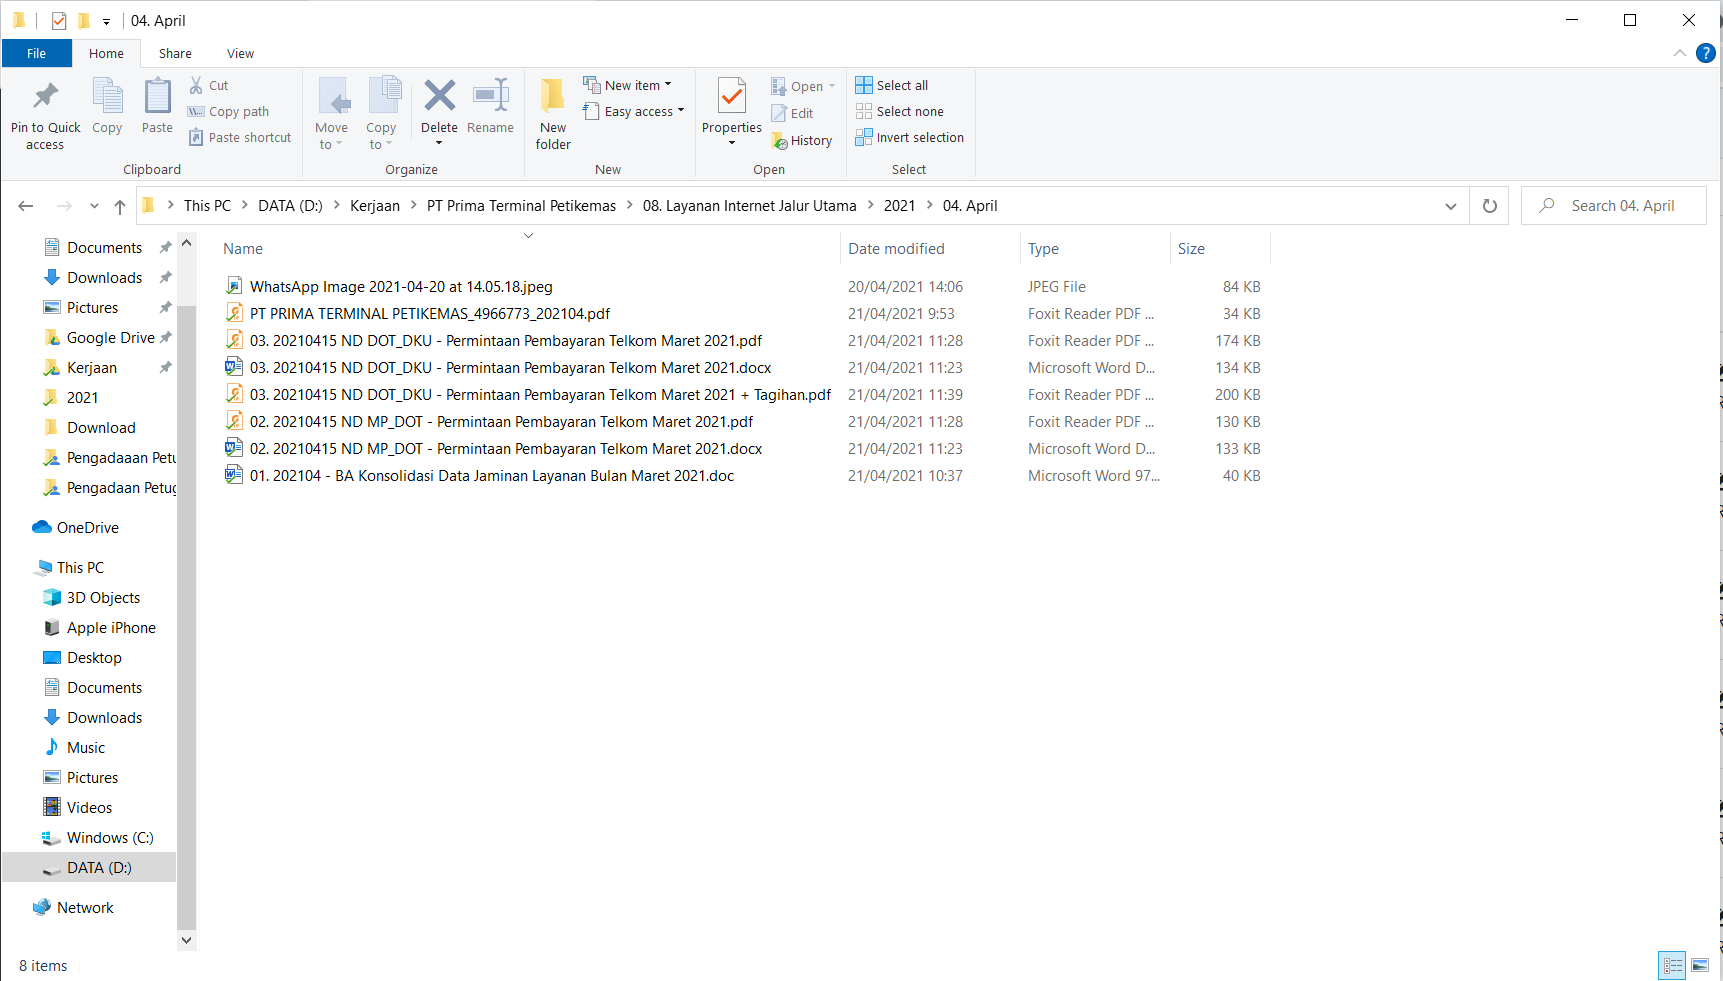 04. April
File Home Share View
Pin to Quick access
Copy
Paste
Cut
Copy path
Paste shortcut
Clipboard
Move to
Copy to
Delete
Rename
Organize
New folder
New item
Easy access
New
Properties
Open
Edit
History
Open
Select all
Select none
Invert selection
Select
This PC > DATA (D:) > Kerjaan > PT Prima Terminal Petikemas > 08. Layanan Internet Jalur Utama > 2021 > 04. April
Search 04. April
Documents
Downloads
Pictures
Google Drive
Kerjaan
2021
Download
Pengadaaan Petu
Pengadaan Petug
OneDrive
This PC
3D Objects
Apple iPhone
Desktop
Documents
Downloads
Music
Pictures
Videos
Windows (C:)
DATA (D:)
Network
Name Date modified Type Size
WhatsApp Image 2021-04-20 at 14.05.18.jpeg 20/04/2021 14:06 JPEG File 84 KB
PT PRIMA TERMINAL PETIKEMAS_4966773_202104.pdf 21/04/2021 9:53 Foxit Reader PDF ... 34 KB
03. 20210415 ND DOT_DKU - Permintaan Pembayaran Telkom Maret 2021.pdf 21/04/2021 11:28 Foxit Reader PDF ... 174 KB
03. 20210415 ND DOT_DKU - Permintaan Pembayaran Telkom Maret 2021.docx 21/04/2021 11:23 Microsoft Word D... 134 KB
03. 20210415 ND DOT_DKU - Permintaan Pembayaran Telkom Maret 2021 + Tagihan.pdf 21/04/2021 11:39 Foxit Reader PDF ... 200 KB
02. 20210415 ND MP_DOT - Permintaan Pembayaran Telkom Maret 2021.pdf 21/04/2021 11:28 Foxit Reader PDF ... 130 KB
02. 20210415 ND MP_DOT - Permintaan Pembayaran Telkom Maret 2021.docx 21/04/2021 11:23 Microsoft Word D... 133 KB
01. 202104 - BA Konsolidasi Data Jaminan Layanan Bulan Maret 2021.doc 21/04/2021 10:37 Microsoft Word 97... 40 KB
8 items